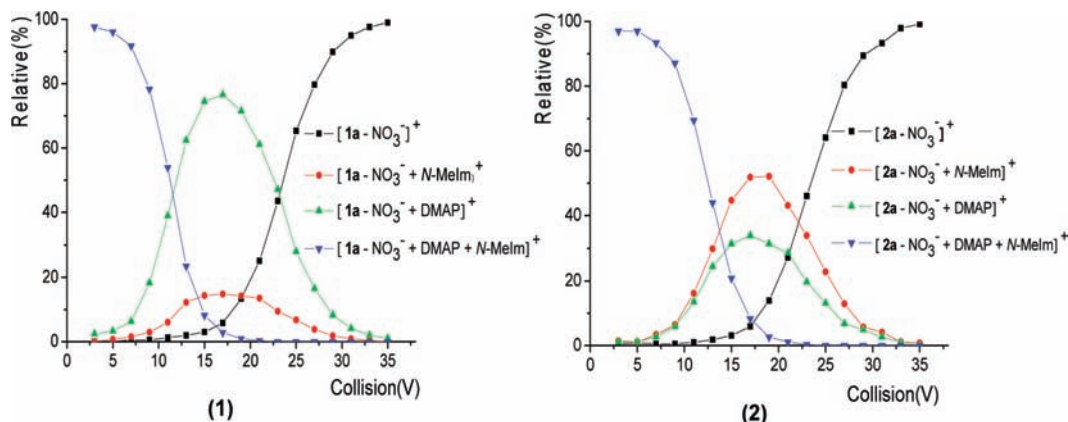 Relative(%)
100
80
60
40
20
0
[1a - NO3-]+
[1a - NO3- + N-MeIm]+
[1a - NO3- + DMAP]+
[1a - NO3- + DMAP + N-MeIm]+
0 5 10 15 20 25 30 35
Collision(V)
(1)
Relative(%)
100
80
60
40
20
0
[2a - NO3-]+
[2a - NO3- + N-MeIm]+
[2a - NO3- + DMAP]+
[2a - NO3- + DMAP + N-MeIm]+
0 5 10 15 20 25 30 35
Collision(V)
(2)